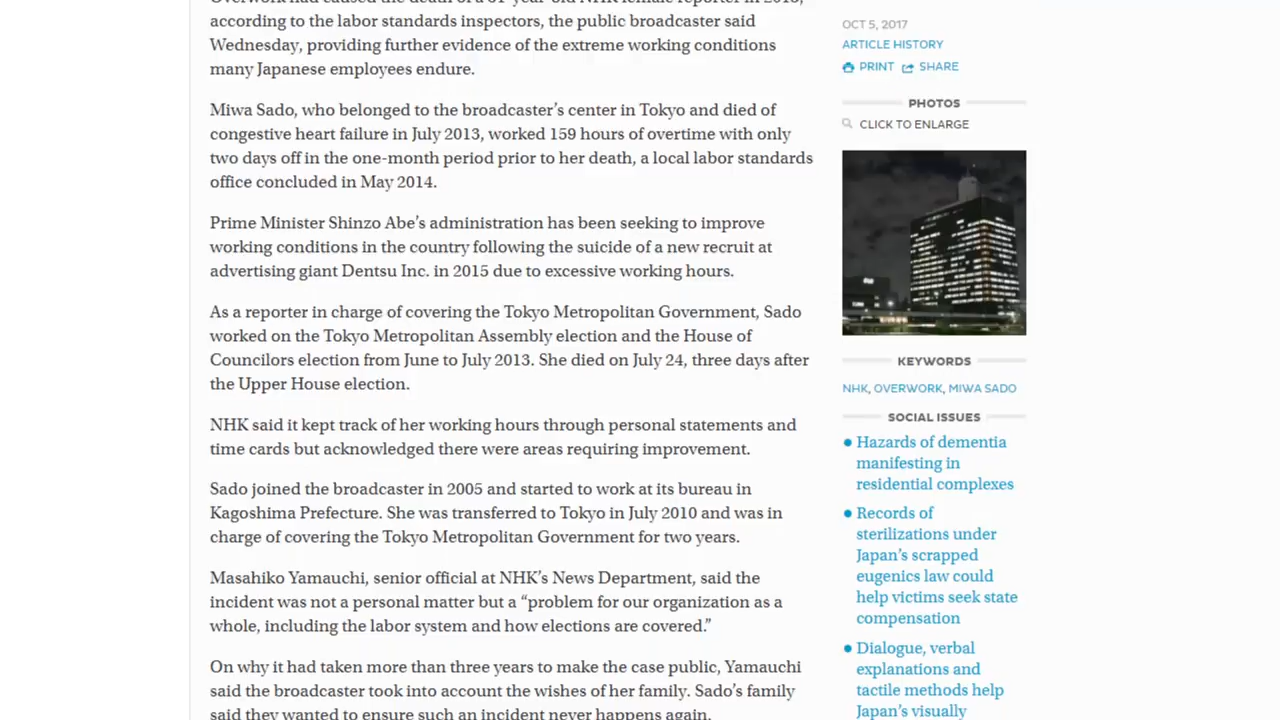 according to the labor standards inspectors, the public broadcaster said
Wednesday, providing further evidence of the extreme working conditions
many Japanese employees endure.
Miwa Sado, who belonged to the broadcaster’s center in Tokyo and died of
congestive heart failure in July 2013, worked 159 hours of overtime with only
two days off in the one-month period prior to her death, a local labor standards
office concluded in May 2014.
Prime Minister Shinzo Abe’s administration has been seeking to improve
working conditions in the country following the suicide of a new recruit at
advertising giant Dentsu Inc. in 2015 due to excessive working hours.
As a reporter in charge of covering the Tokyo Metropolitan Government, Sado
worked on the Tokyo Metropolitan Assembly election and the House of
Councilors election from June to July 2013. She died on July 24, three days after
the Upper House election.
NHK said it kept track of her working hours through personal statements and
time cards but acknowledged there were areas requiring improvement.
Sado joined the broadcaster in 2005 and started to work at its bureau in
Kagoshima Prefecture. She was transferred to Tokyo in July 2010 and was in
charge of covering the Tokyo Metropolitan Government for two years.
Masahiko Yamauchi, senior official at NHK’s News Department, said the
incident was not a personal matter but a “problem for our organization as a
whole, including the labor system and how elections are covered.”
On why it had taken more than three years to make the case public, Yamauchi
said the broadcaster took into account the wishes of her family. Sado’s family
said they wanted to ensure such an incident never happens again.
OCT 5, 2017
ARTICLE HISTORY
PRINT SHARE
PHOTOS
CLICK TO ENLARGE
KEYWORDS
NHK, OVERWORK, MIWA SADO
SOCIAL ISSUES
Hazards of dementia
manifesting in
residential complexes
Records of
sterilizations under
Japan’s scrapped
eugenics law could
help victims seek state
compensation
Dialogue, verbal
explanations and
tactile methods help
Japan’s visually